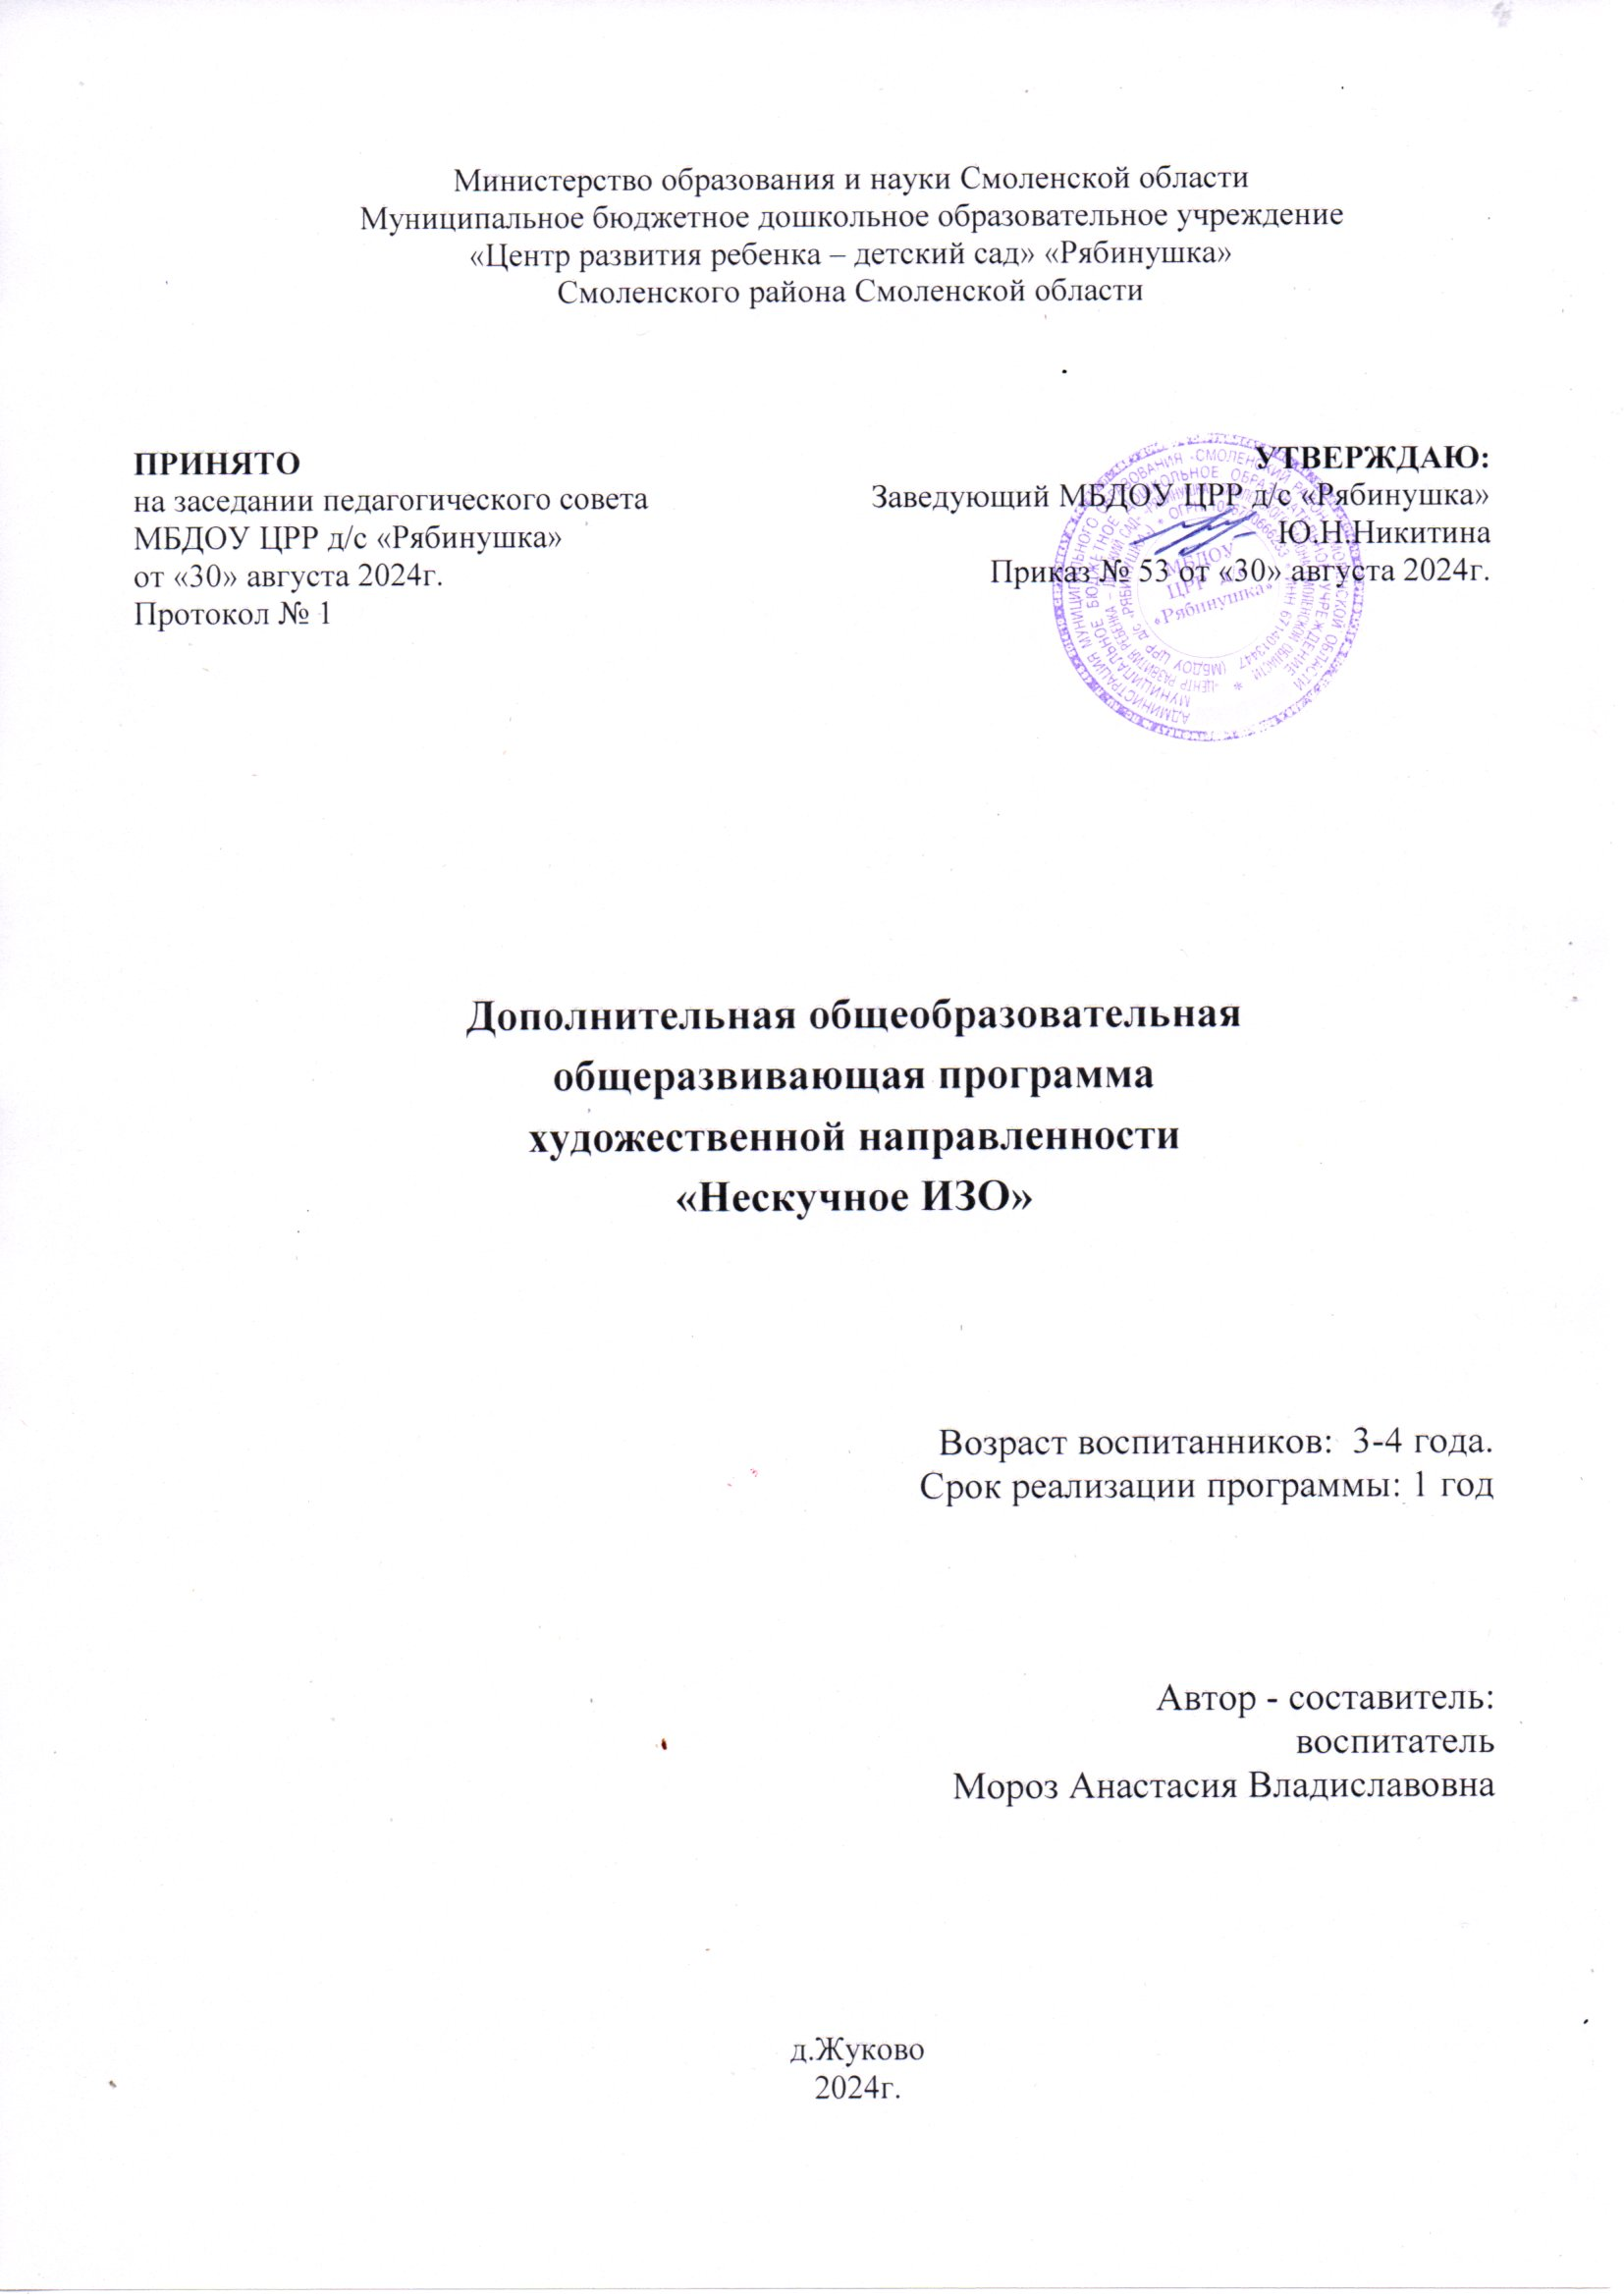 Министерство образования и науки Смоленской области
Муниципальное бюджетное дошкольное образовательное учреждение
«Центр развития ребенка – детский сад» «Рябинушка»
Смоленского района Смоленской области
ПРИНЯТО
на заседании педагогического совета
МБДОУ ЦРР д/с «Рябинушка»
от «30» августа 2024г.
Протокол № 1
УТВЕРЖДАЮ:
Заведующий МБДОУ ЦРР д/с «Рябинушка»
Ю.Н.Никитина
Приказ № 53 от «30» августа 2024г.
МБДОУ
ЦРР д/с
«Рябинушка»
Дополнительная общеобразовательная
общеразвивающая программа
художественной направленности
«Нескучное ИЗО»
Возраст воспитанников: 3-4 года.
Срок реализации программы: 1 год
Автор - составитель:
воспитатель
Мороз Анастасия Владиславовна
д.Жуково
2024г.